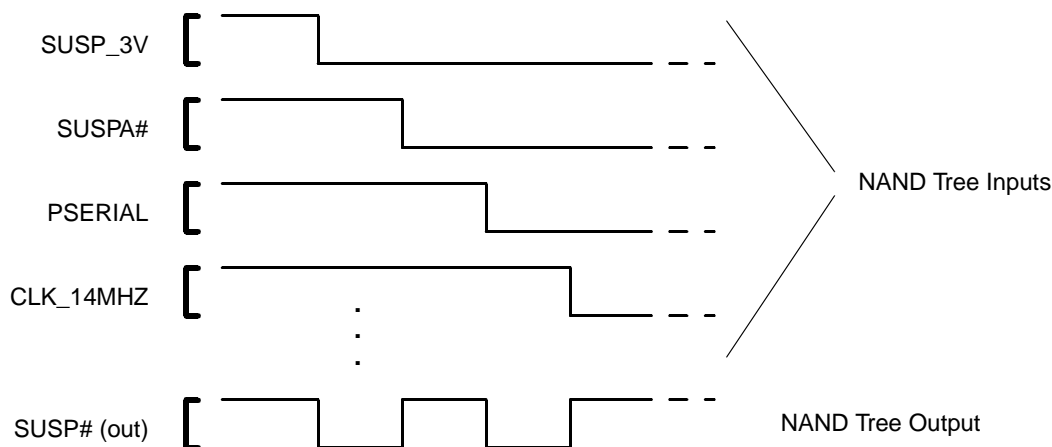 SUSP_3V
SUSPA#
PSERIAL
CLK_14MHZ
SUSP# (out)
NAND Tree Inputs
NAND Tree Output